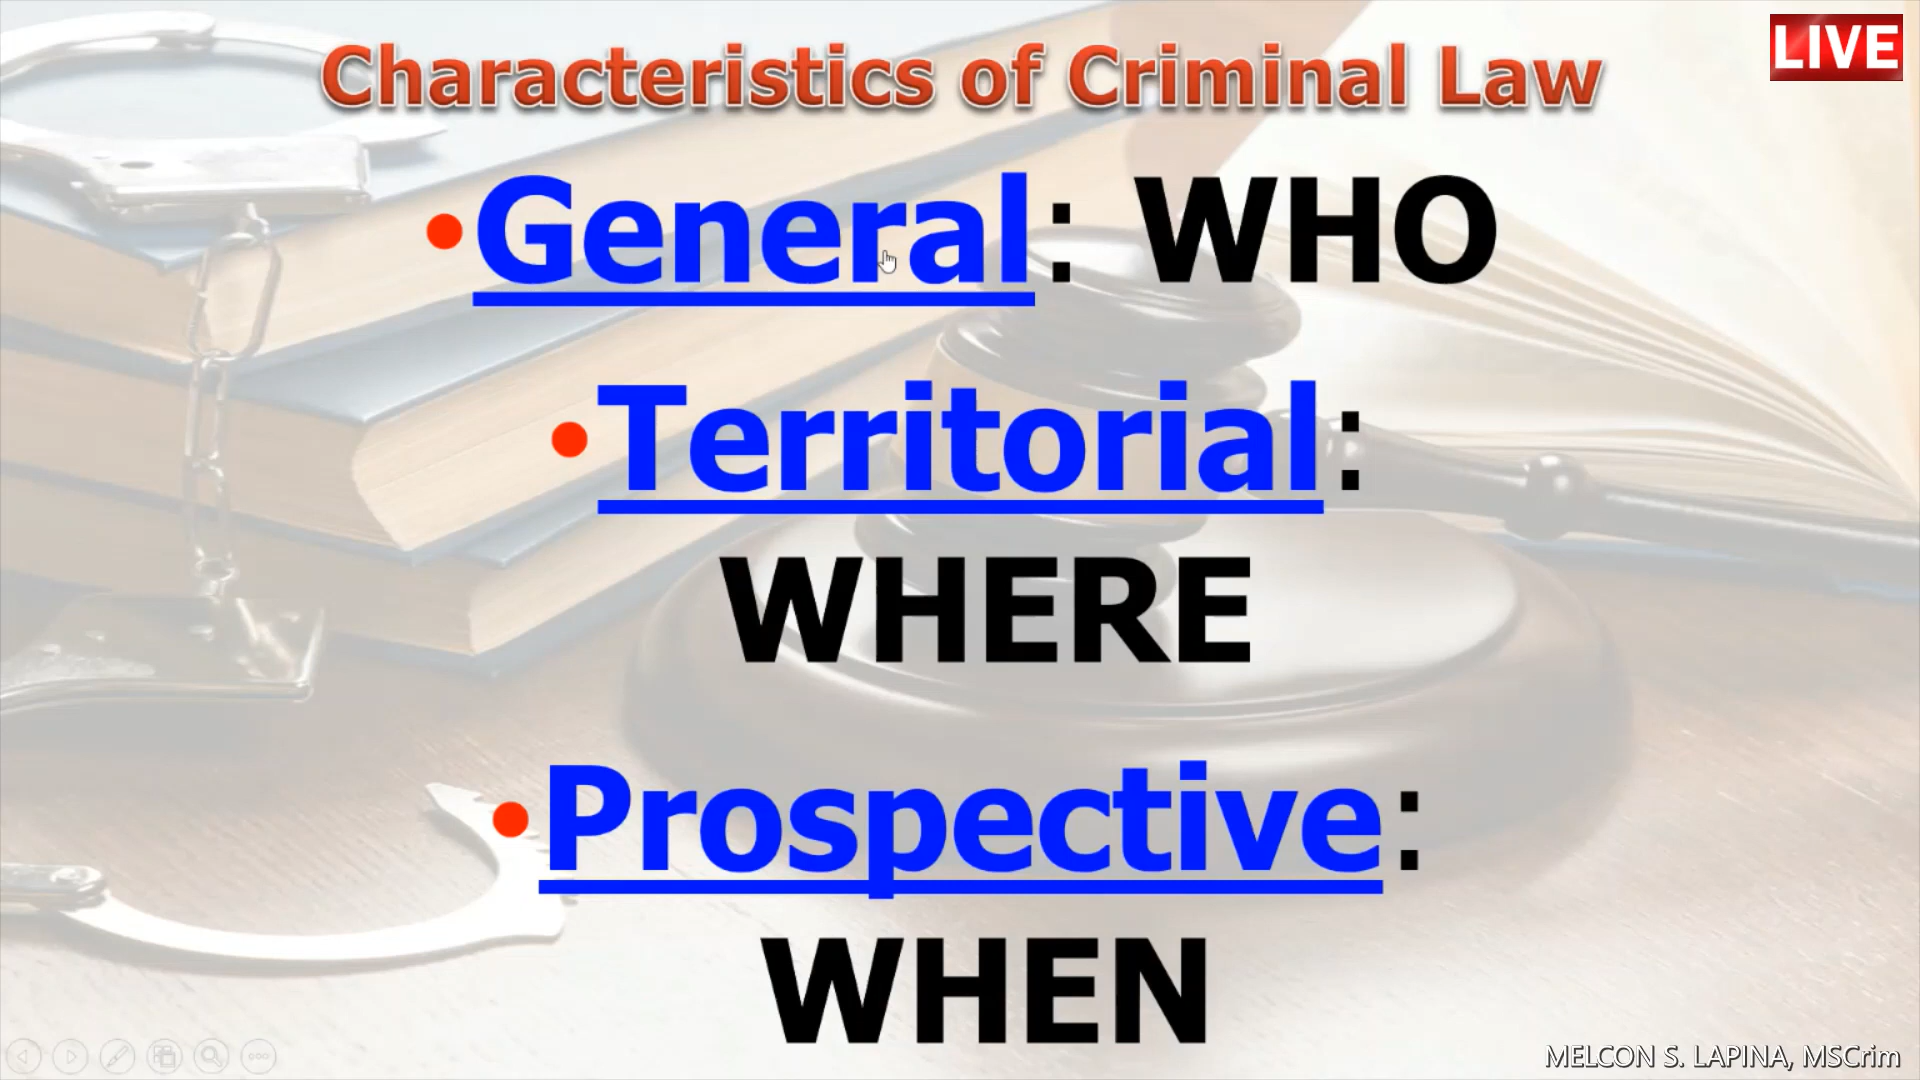 Characteristics of Criminal Law
LIVE
•General: WHO
•Territorial:
WHERE
•Prospective:
WHEN
MELCON S. LAPINA, MSCrim